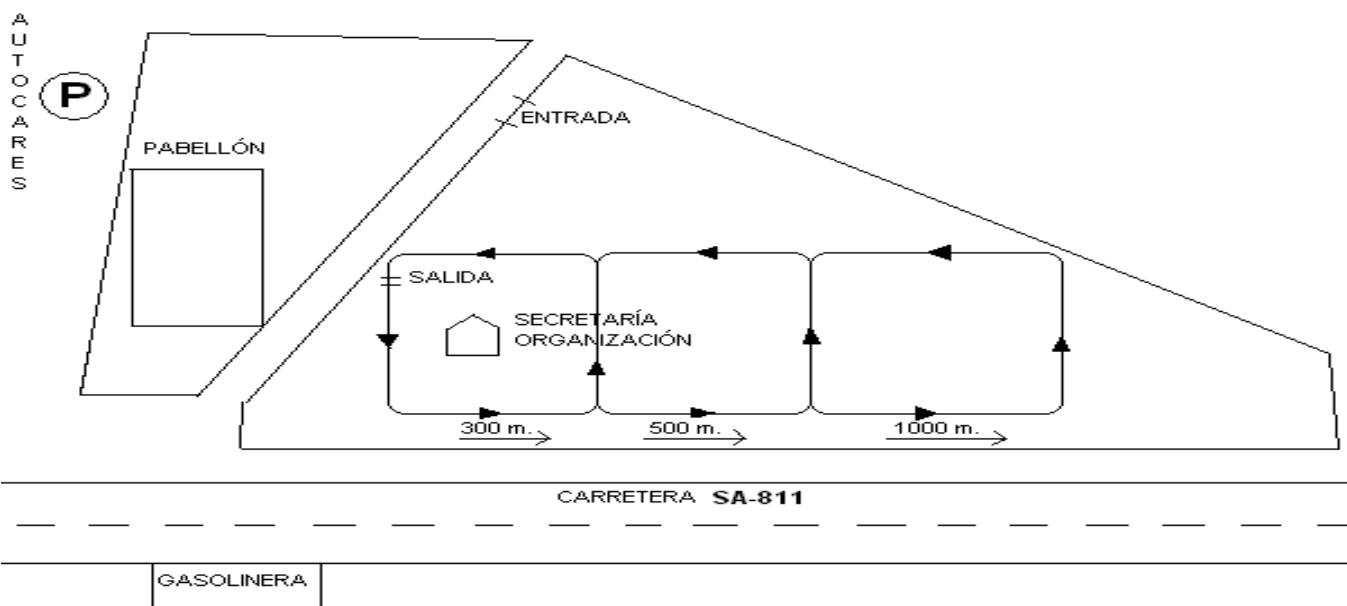 AUTOCARES
P
ENTRADA
PABELLÓN
SALIDA
SECRETARÍA
ORGANIZACIÓN
300 m.
500 m.
1000 m.
CARRETERA SA-811
GASOLINERA